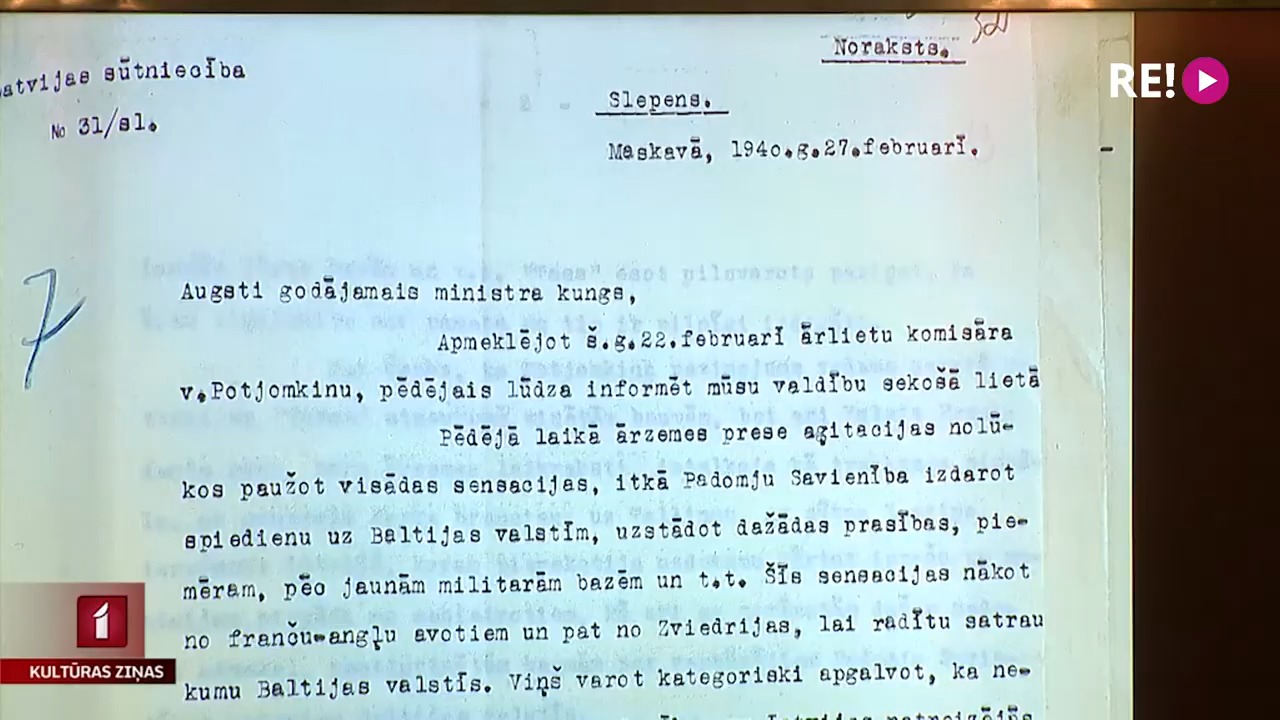 Noraksts.
Latvijas sūtniecība
RE!
Slepens.
No 31/sl.
Maskavā, 1940.g.27.februarī.
Augsti godājamais ministra kungs,
Apmeklējot š.g.22.februarī ārlietu komisāra
v.Potjomkinu, pēdējais lūdza informēt mūsu valdību sekošā lietā
Pēdējā laikā ārzemes prese agitacijas nolū-
kos paužot visādas sensacijas, itkā Padomju Savienība izdarot
spiedienu uz Baltijas valstīm, uzstādot dažādas prasības, pie-
mēram, pēc jaunām militarām bazēm un t.t. Šīs sensacijas nākot
no franču-angļu avotiem un pat no Zviedrijas, lai radītu satrau
kumu Baltijas valstīs. Viņš varot kategoriski apgalvot, ka ne-
1
KULTŪRAS ZIŅAS